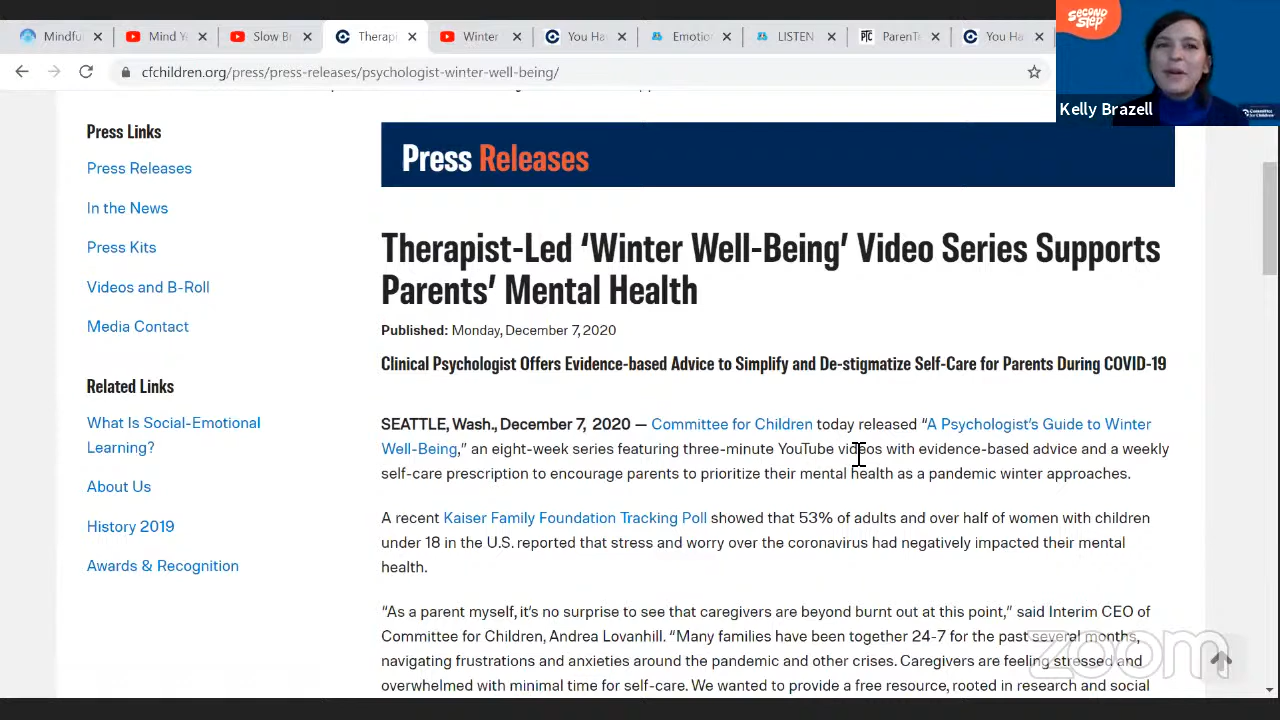 Mindfu
Mind Y
Slow B
Therapi
Winter
You Ha
Emotio
LISTEN
PTC
ParenT
You Ha
SECOND
STEP
cfchildren.org/press/press-releases/psychologist-winter-well-being/
Kelly Brazell
Committee
for Children
Press Links
Press Releases
In the News
Press Kits
Videos and B-Roll
Media Contact
Related Links
What Is Social-Emotional
Learning?
About Us
History 2019
Awards & Recognition
Press Releases
Therapist-Led ‘Winter Well-Being’ Video Series Supports
Parents’ Mental Health
Published: Monday, December 7, 2020
Clinical Psychologist Offers Evidence-based Advice to Simplify and De-stigmatize Self-Care for Parents During COVID-19
SEATTLE, Wash., December 7, 2020 — Committee for Children today released “A Psychologist’s Guide to Winter
Well-Being,” an eight-week series featuring three-minute YouTube videos with evidence-based advice and a weekly
self-care prescription to encourage parents to prioritize their mental health as a pandemic winter approaches.
A recent Kaiser Family Foundation Tracking Poll showed that 53% of adults and over half of women with children
under 18 in the U.S. reported that stress and worry over the coronavirus had negatively impacted their mental
health.
“As a parent myself, it’s no surprise to see that caregivers are beyond burnt out at this point,” said Interim CEO of
Committee for Children, Andrea Lovanhill. “Many families have been together 24-7 for the past several months,
navigating frustrations and anxieties around the pandemic and other crises. Caregivers are feeling stressed and
overwhelmed with minimal time for self-care. We wanted to provide a free resource, rooted in research and social
zoom